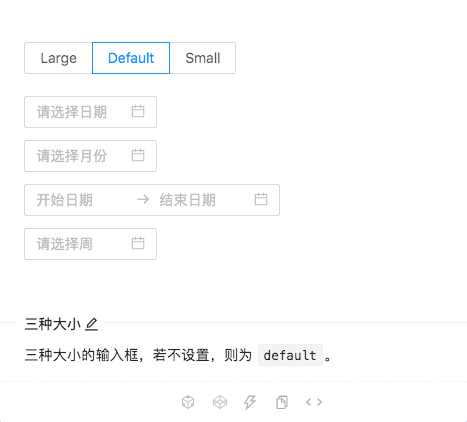 Large Default Small
请选择日期
请选择月份
开始日期 → 结束日期
请选择周
三种大小
三种大小的输入框，若不设置，则为 default。